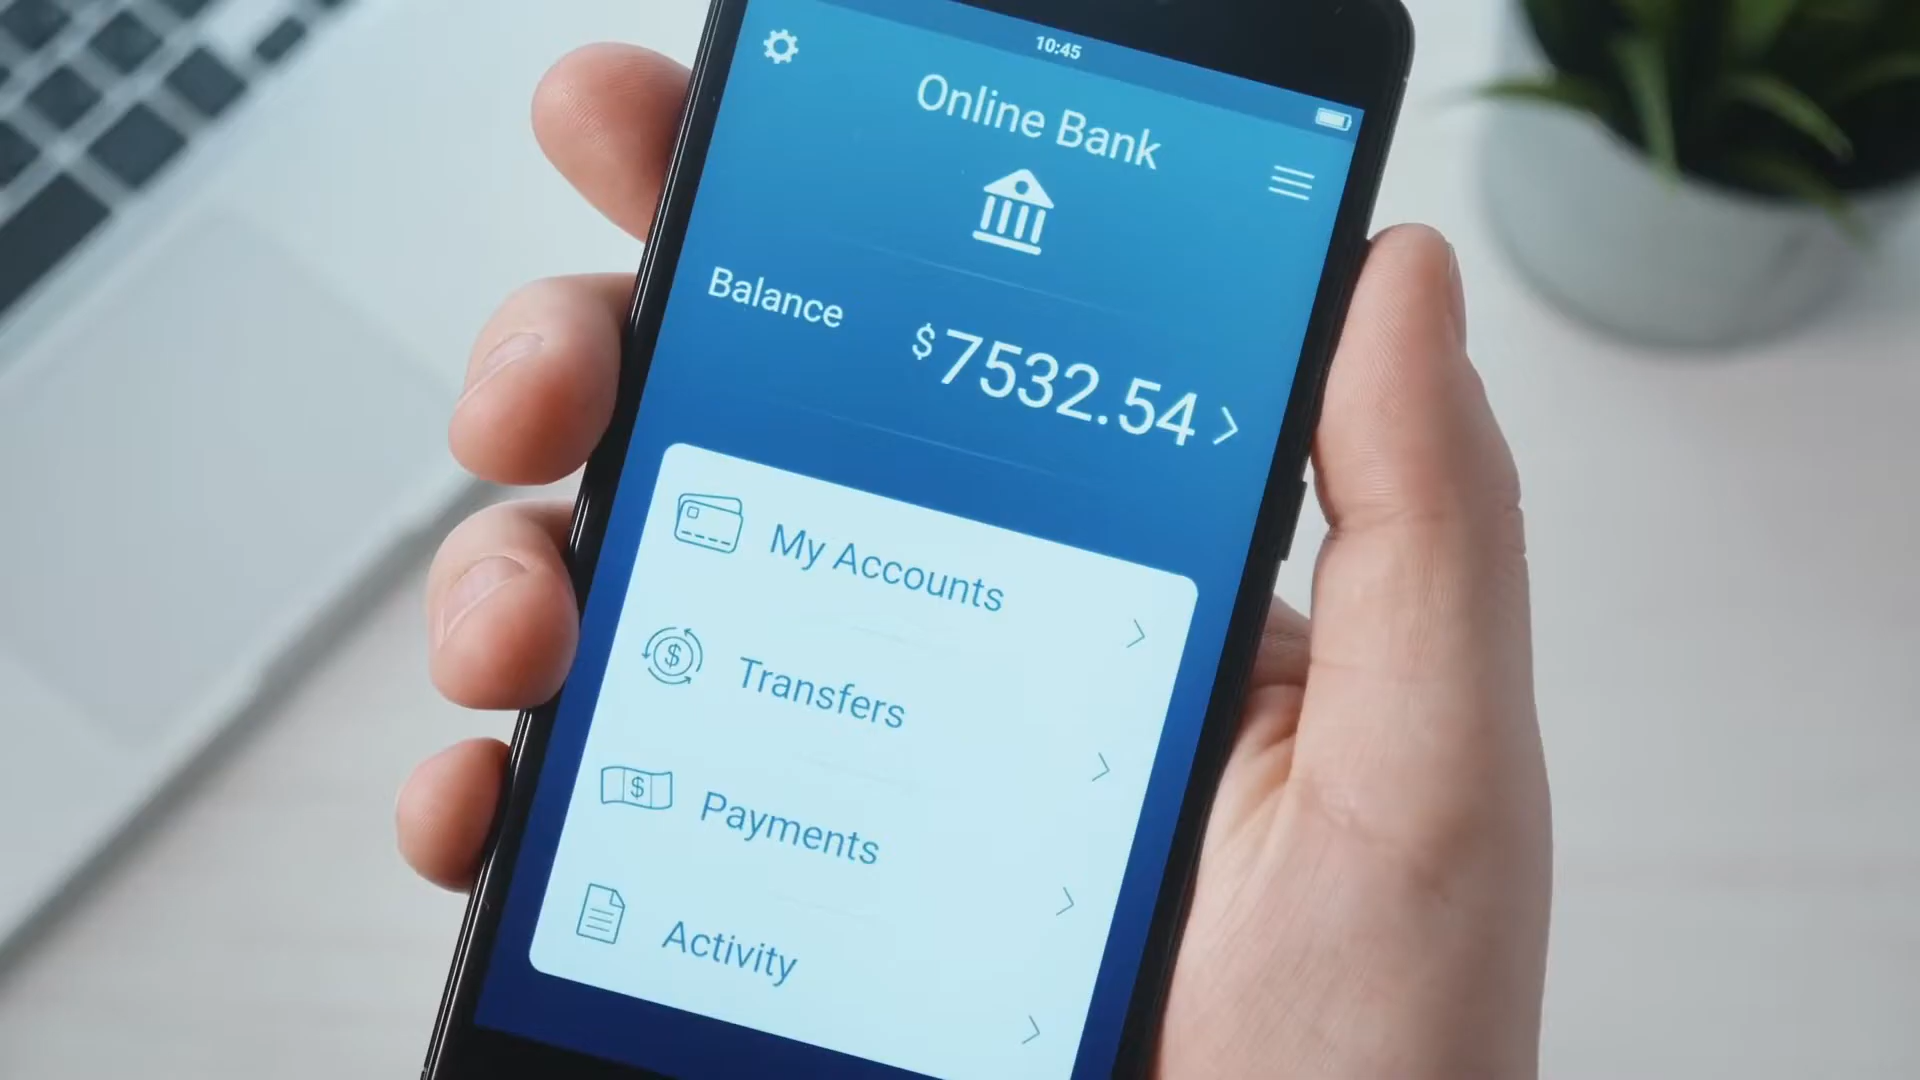 10:45
Online Bank
Balance $7532.54
My Accounts
$ Transfers
$ Payments
Activity